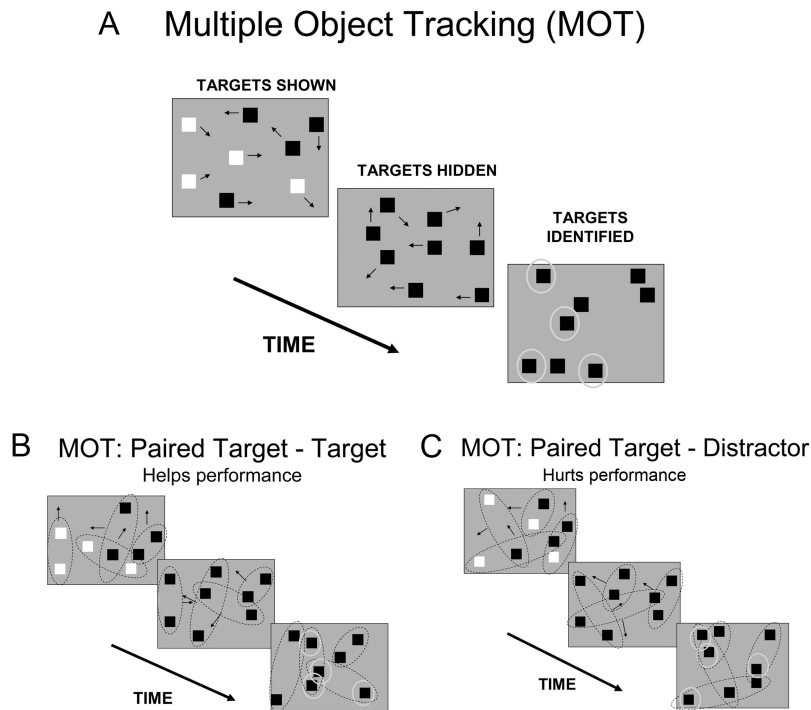 A Multiple Object Tracking (MOT)
TARGETS SHOWN
TARGETS HIDDEN
TARGETS
IDENTIFIED
TIME
B MOT: Paired Target - Target
Helps performance
TIME
C MOT: Paired Target - Distractor
Hurts performance
TIME